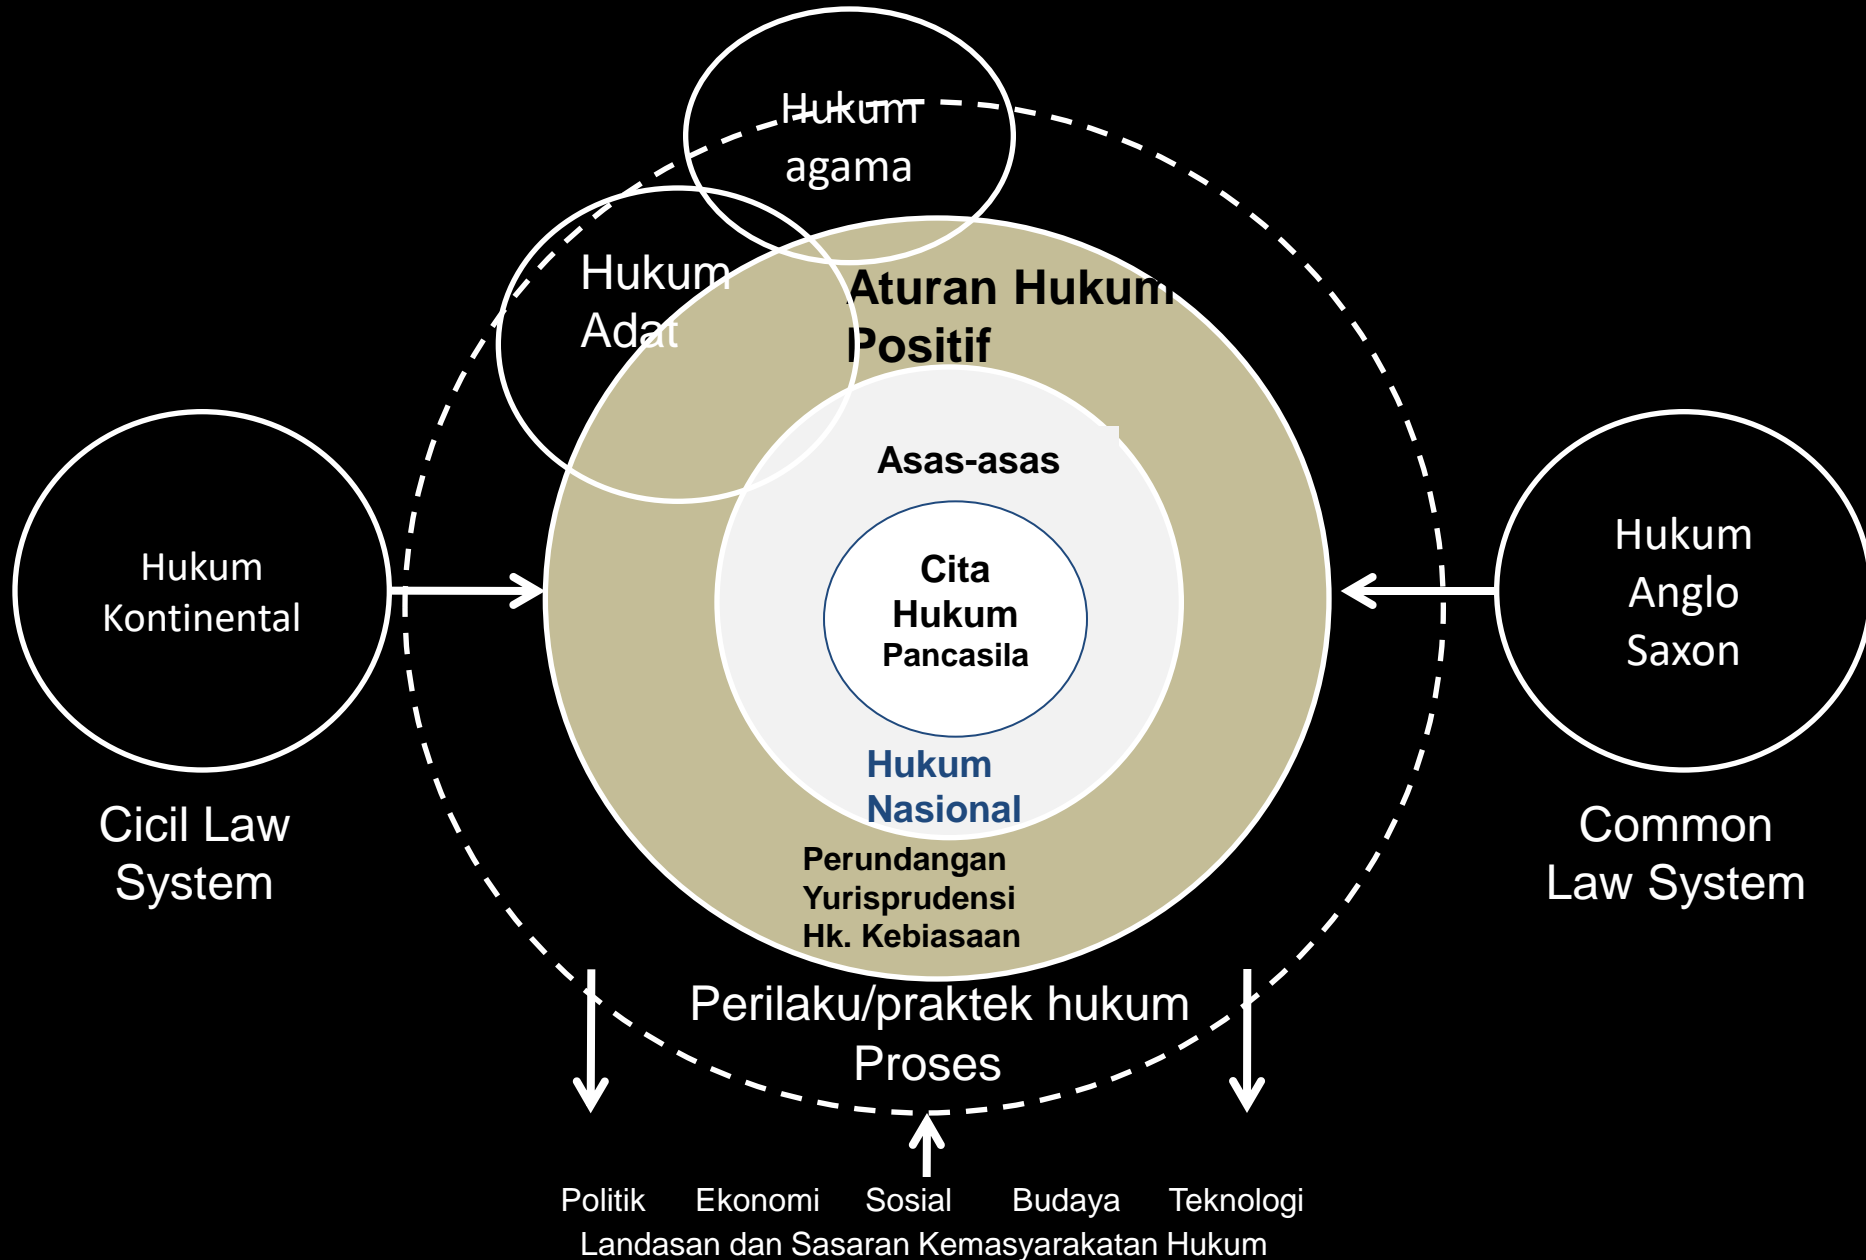 Hukum
agama
Hukum
Adat
Aturan Hukum
Positif
Asas-asas
Cita
Hukum
Pancasila
Hukum
Nasional
Perundangan
Yurisprudensi
Hk. Kebiasaan
Hukum
Kontinental
Cicil Law
System
Hukum
Anglo
Saxon
Common
Law System
Perilaku/praktek hukum
Proses
Politik Ekonomi Sosial Budaya Teknologi
Landasan dan Sasaran Kemasyarakatan Hukum